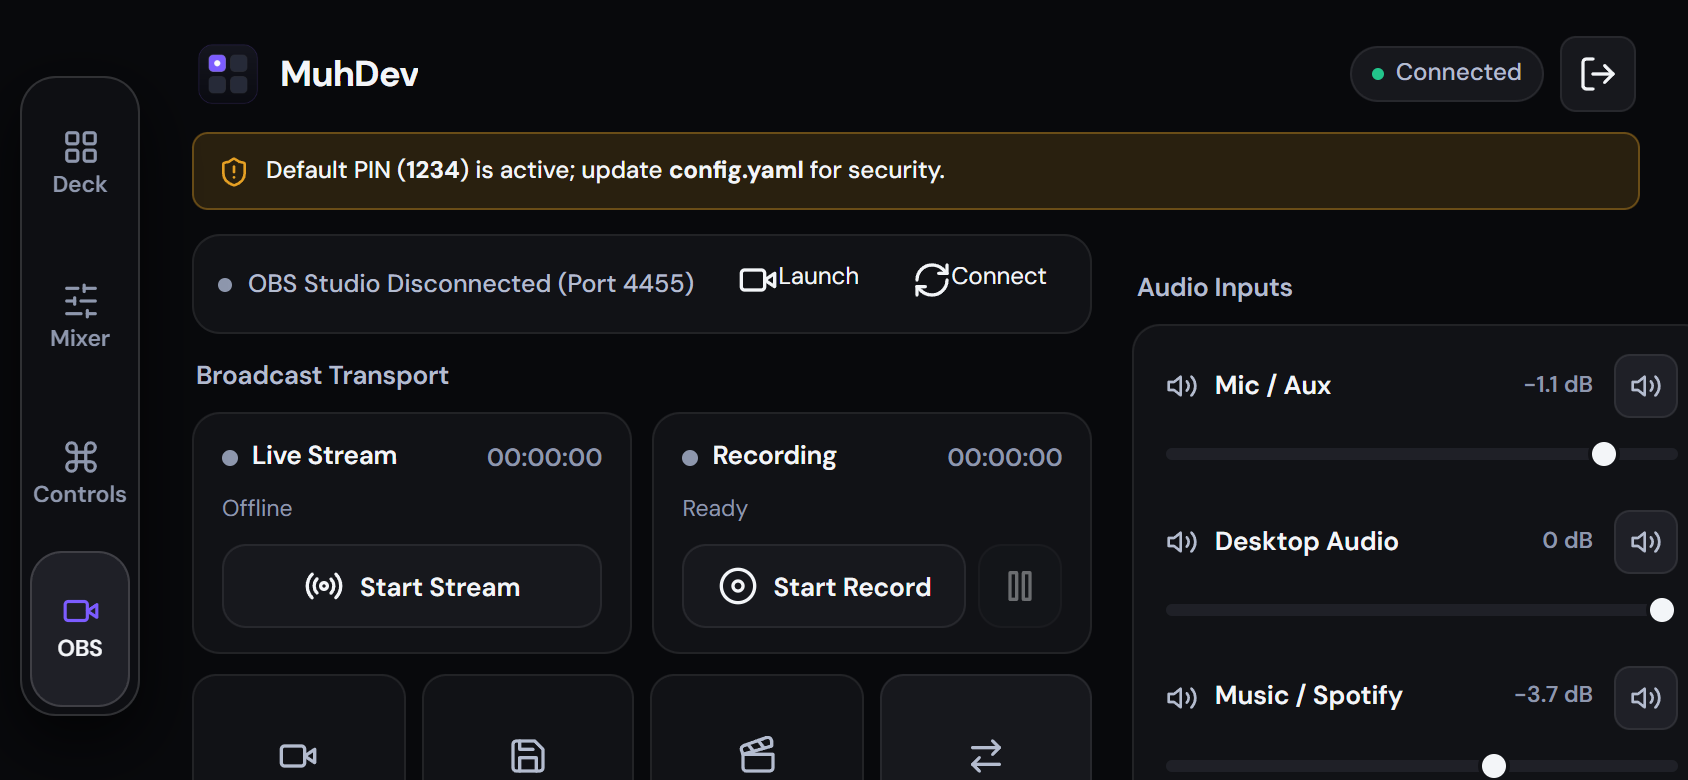 MuhDev
Connected
Default PIN (1234) is active; update config.yaml for security.
Deck
Mixer
Controls
OBS
OBS Studio Disconnected (Port 4455)
Launch
Connect
Broadcast Transport
Live Stream
00:00:00
Offline
Start Stream
Recording
00:00:00
Ready
Start Record
Audio Inputs
Mic / Aux
-1.1 dB
Desktop Audio
0 dB
Music / Spotify
-3.7 dB